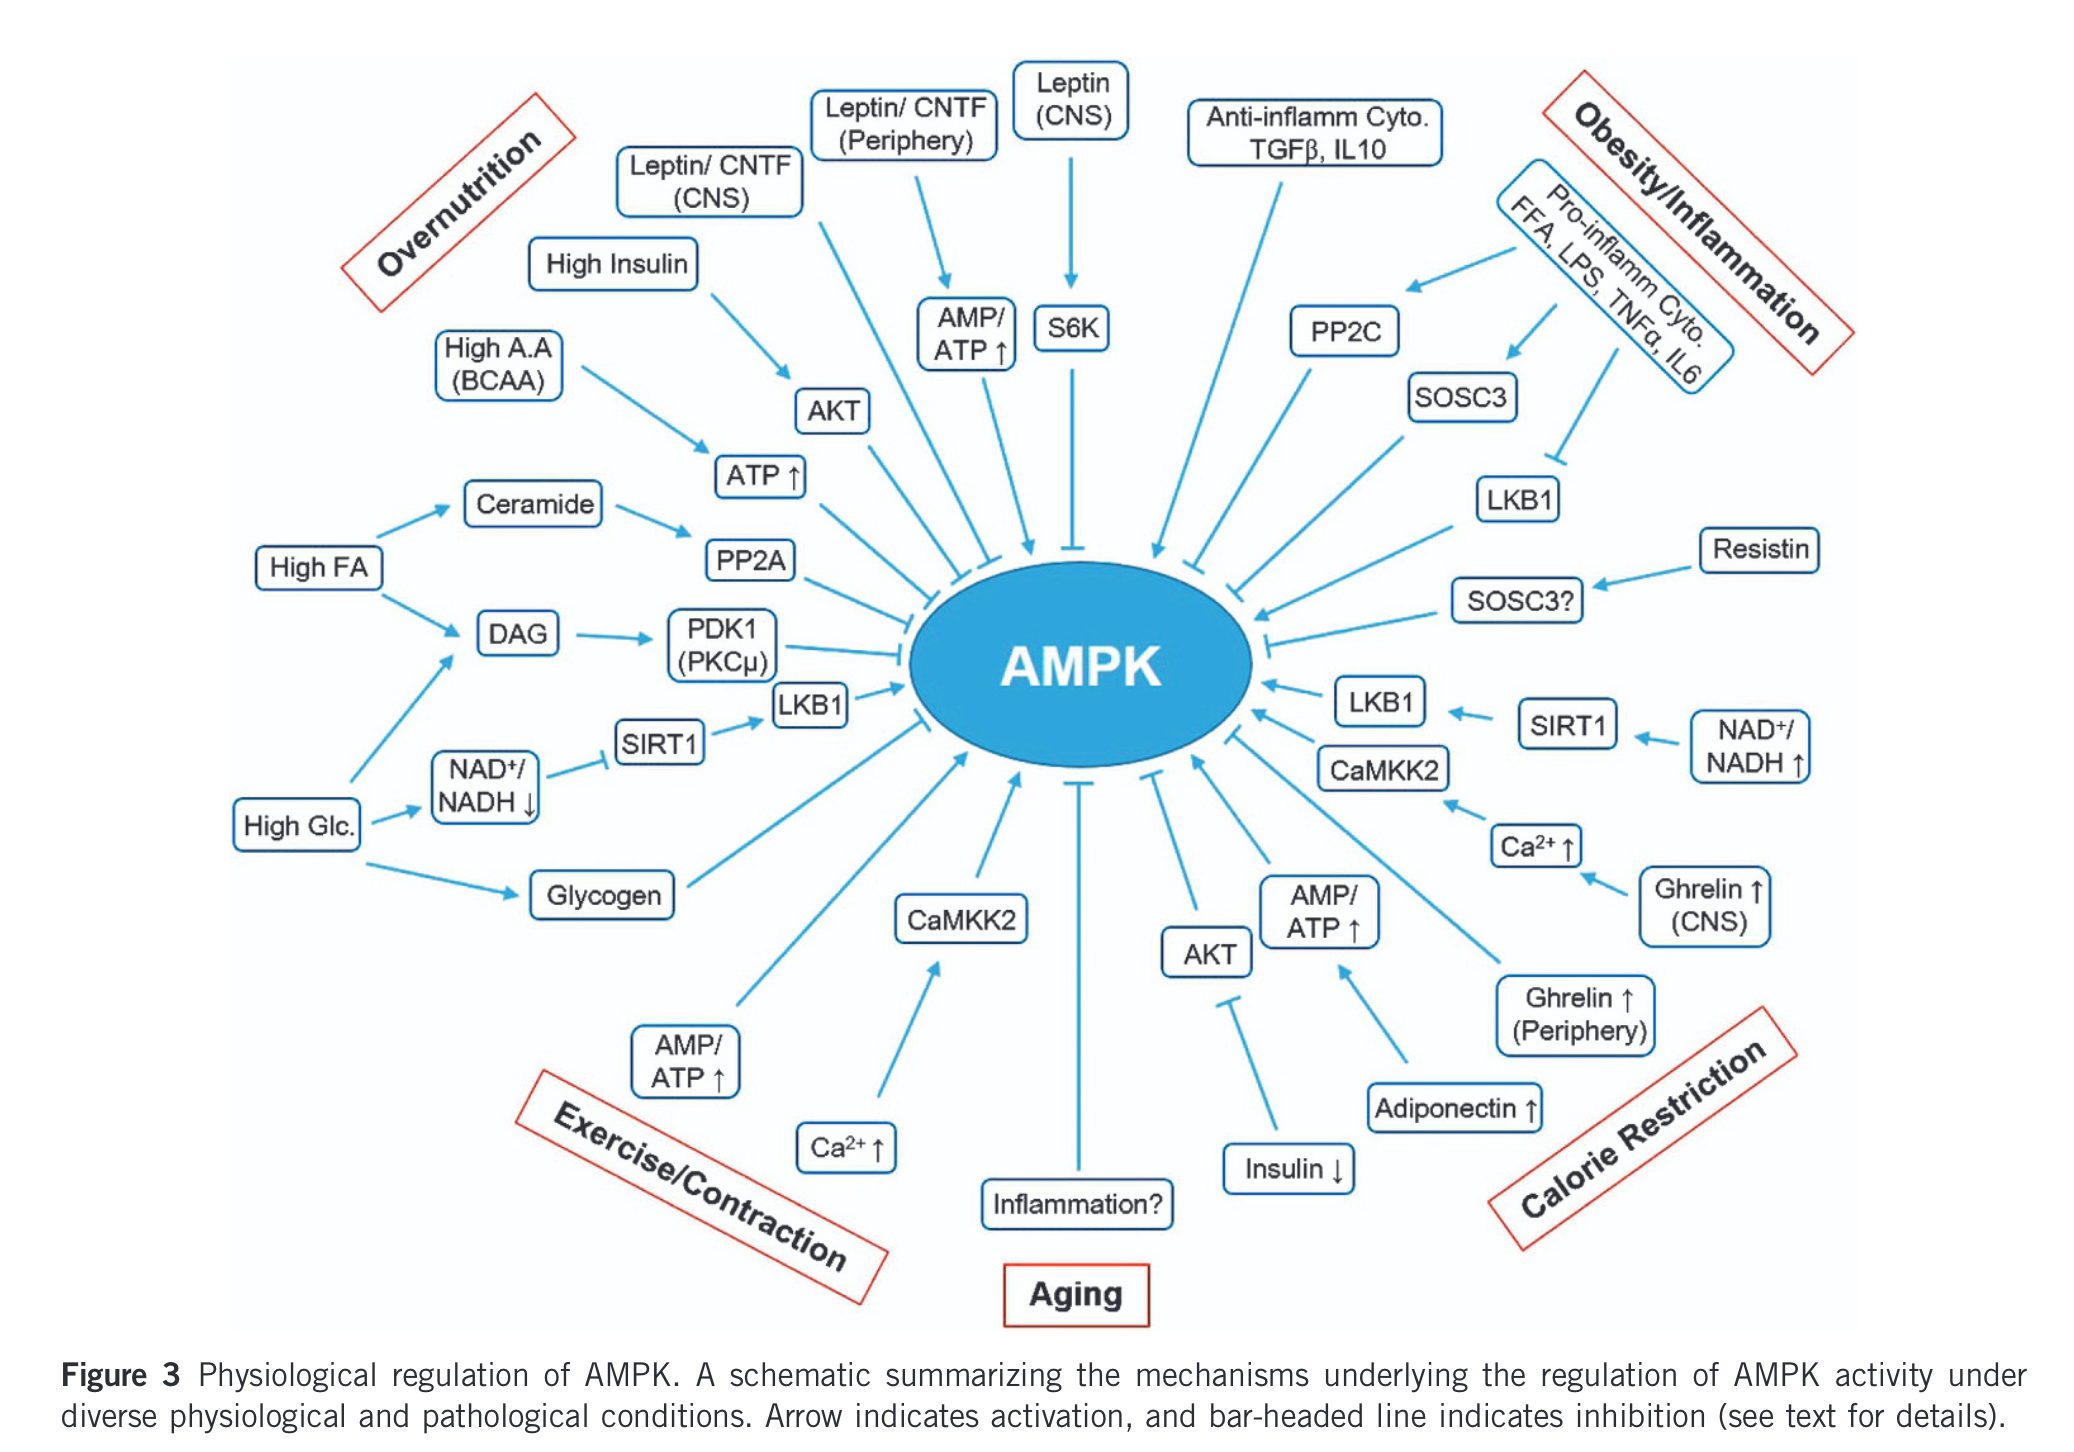 Overnutrition
Leptin/ CNTF
(CNS)
Leptin/ CNTF
(Periphery)
Leptin
(CNS)
Anti-inflamm Cyto.
TGFβ, IL10
Obesity/Inflammation
Pro-inflamm Cyto.
FFA, LPS, TNFα, IL6
High Insulin
High A.A
(BCAA)
AKT
AMP/
ATP ↑
S6K
PP2C
SOSC3
LKB1
ATP ↑
Ceramide
PP2A
High FA
DAG
PDK1
(PKCµ)
LKB1
SIRT1
NAD⁺/
NADH ↓
High Glc.
Glycogen
AMPK
Resistin
SOSC3?
LKB1
SIRT1
NAD⁺/
NADH ↑
CaMKK2
Ca²⁺ ↑
Ghrelin ↑
(CNS)
Ghrelin ↑
(Periphery)
AMP/
ATP ↑
CaMKK2
Ca²⁺ ↑
Exercise/Contraction
Inflammation?
Aging
AKT
AMP/
ATP ↑
Insulin ↓
Adiponectin ↑
Calorie Restriction
Figure 3 Physiological regulation of AMPK. A schematic summarizing the mechanisms underlying the regulation of AMPK activity under
diverse physiological and pathological conditions. Arrow indicates activation, and bar-headed line indicates inhibition (see text for details).